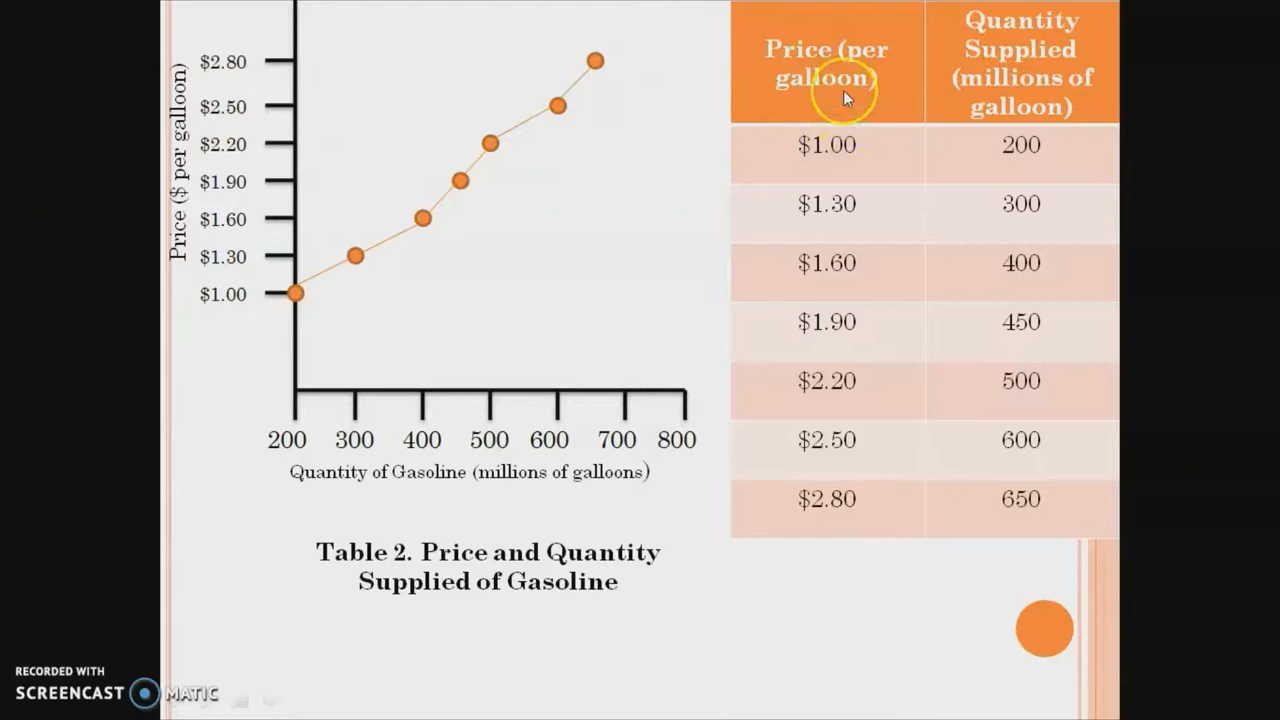 $2.80
$2.50
$2.20
$1.90
$1.60
$1.30
$1.00
Price ($ per galloon)
200 300 400 500 600 700 800
Quantity of Gasoline (millions of galloons)
Table 2. Price and Quantity
Supplied of Gasoline
Price (per
galloon)
Quantity
Supplied
(millions of
galloon)
$1.00 200
$1.30 300
$1.60 400
$1.90 450
$2.20 500
$2.50 600
$2.80 650
RECORDED WITH
SCREENCAST MATIC